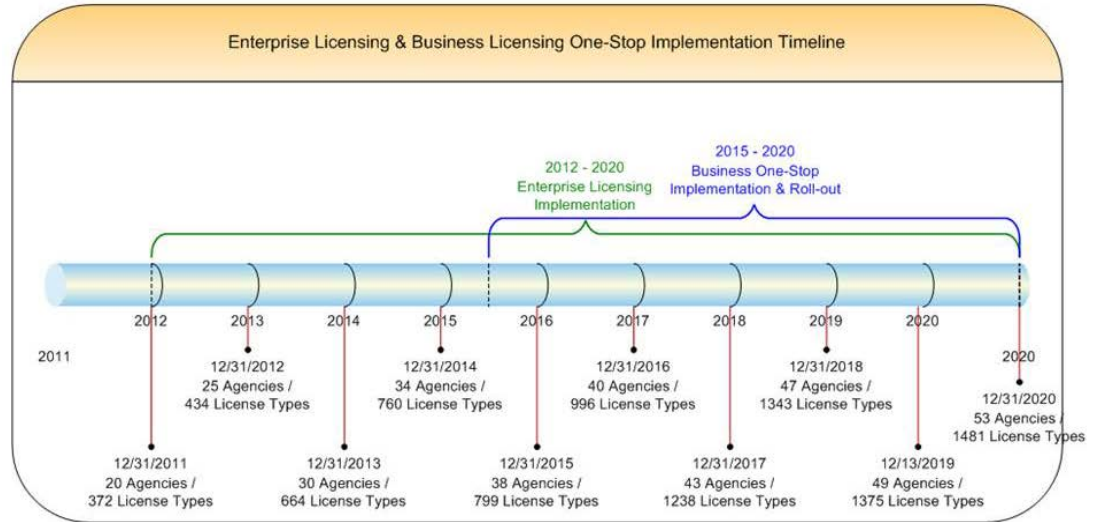 Enterprise Licensing & Business Licensing One-Stop Implementation Timeline
2015 - 2020
Business One-Stop
Implementation & Roll-out
2012 - 2020
Enterprise Licensing
Implementation
2012
2013
2014
2015
2016
2017
2018
2019
2020
2011
2020
12/31/2012
25 Agencies /
434 License Types
12/31/2014
34 Agencies /
760 License Types
12/31/2016
40 Agencies /
996 License Types
12/31/2018
47 Agencies /
1343 License Types
12/31/2020
53 Agencies /
1481 License Types
12/31/2011
20 Agencies /
372 License Types
12/31/2013
30 Agencies /
664 License Types
12/31/2015
38 Agencies /
799 License Types
12/31/2017
43 Agencies /
1238 License Types
12/13/2019
49 Agencies /
1375 License Types